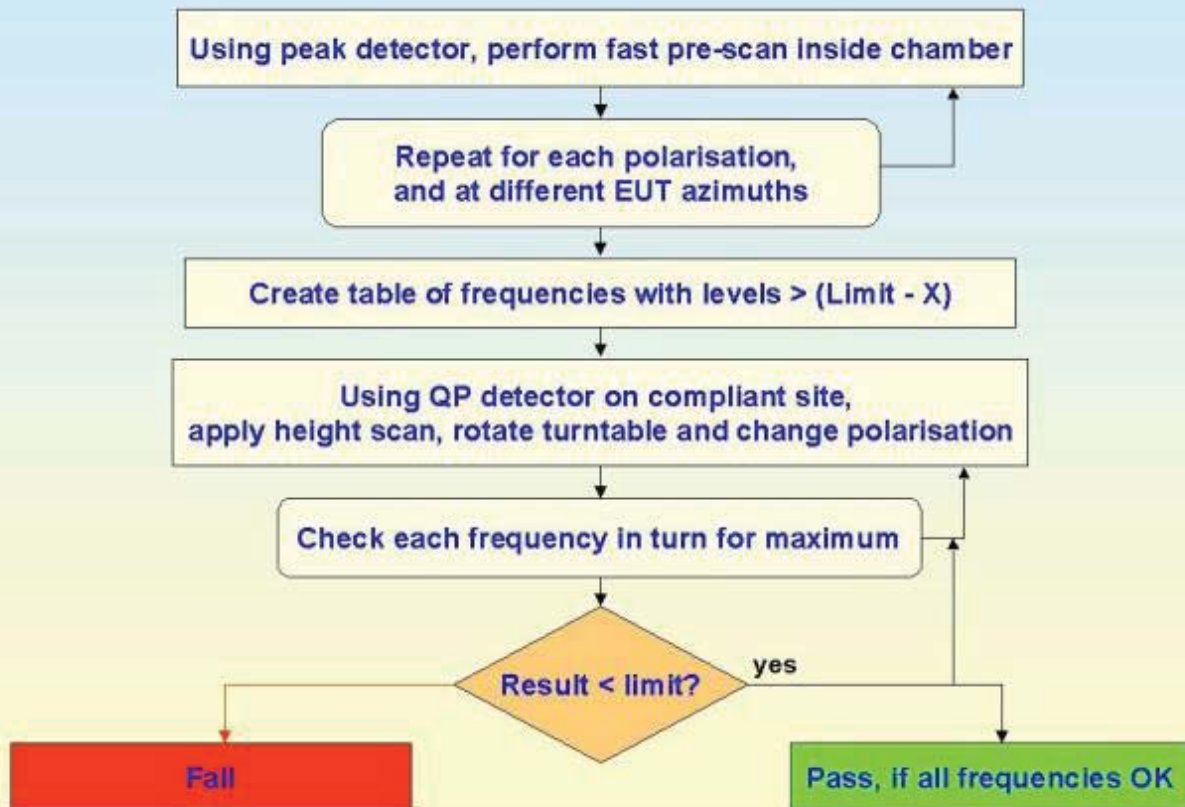 Using peak detector, perform fast pre-scan inside chamber
Repeat for each polarisation,
and at different EUT azimuths
Create table of frequencies with levels > (Limit - X)
Using QP detector on compliant site,
apply height scan, rotate turntable and change polarisation
Check each frequency in turn for maximum
Result < limit?
yes
Fall
Pass, if all frequencies OK